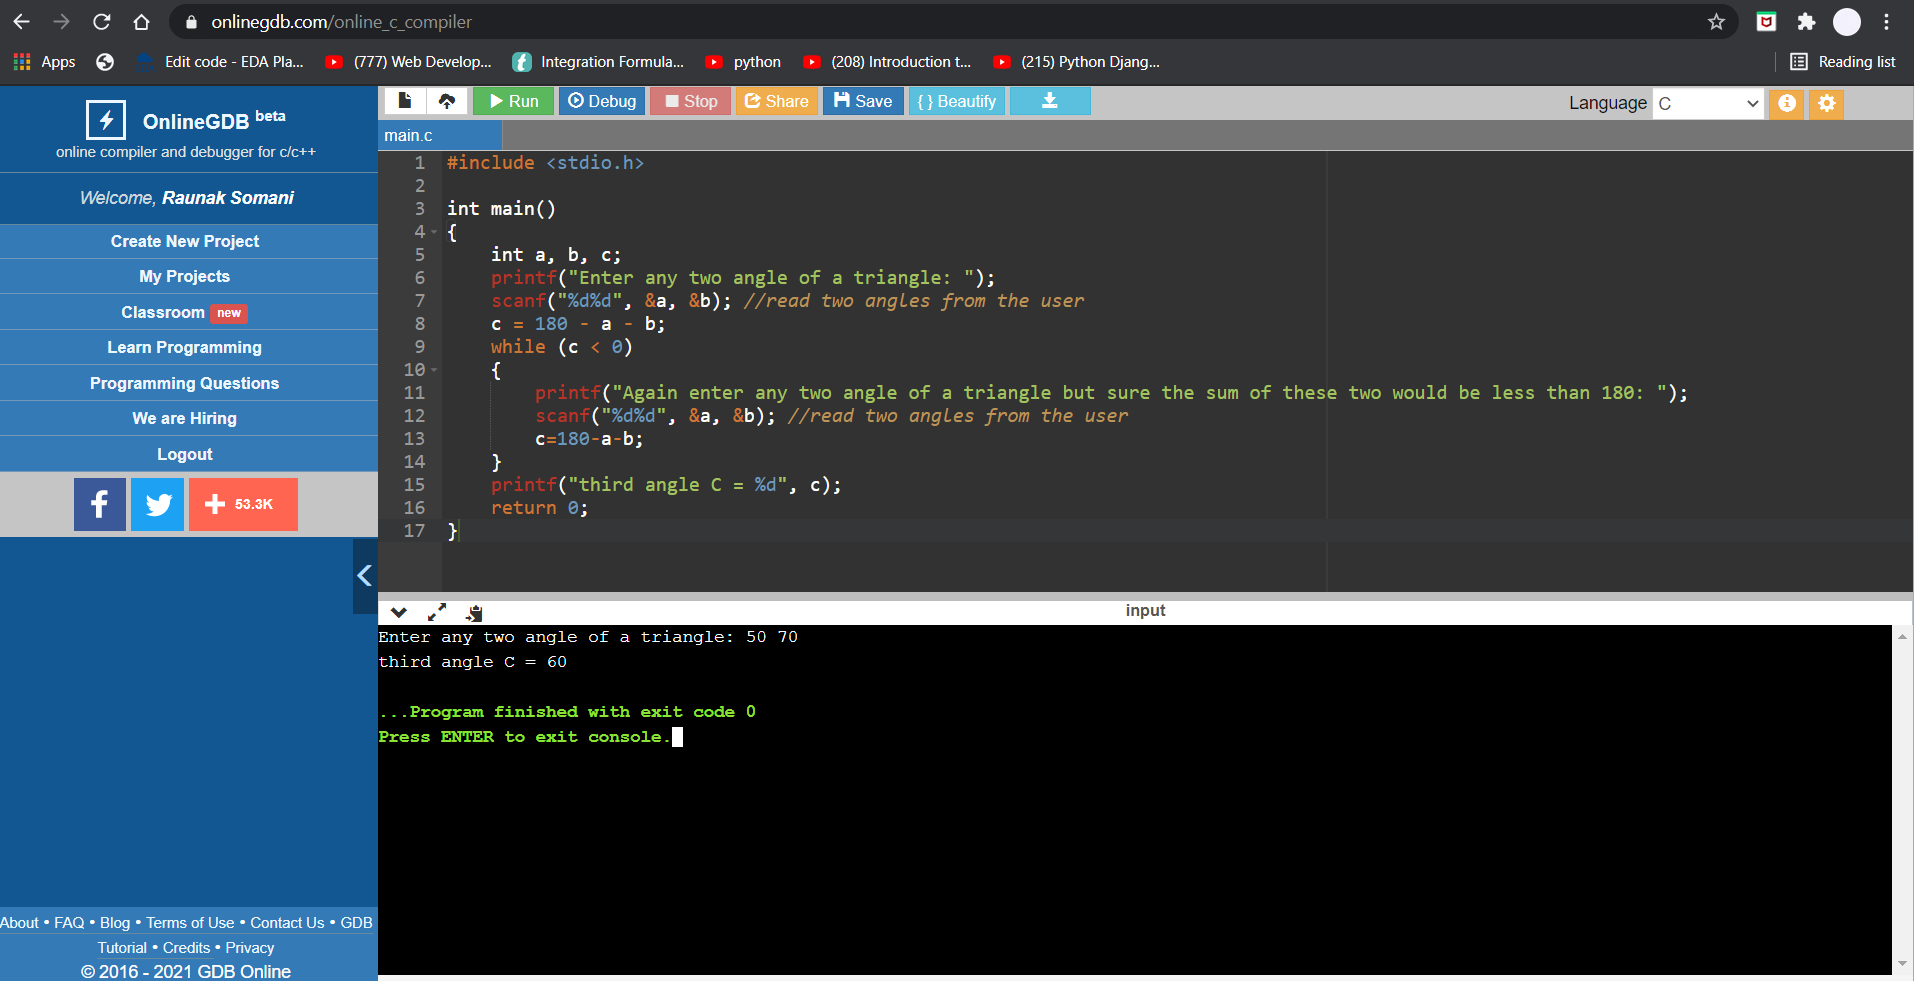 onlinegdb.com/online_c_compiler
Apps Edit code - EDA Pla... (777) Web Develop... Integration Formula... python (208) Introduction t... (215) Python Djang... Reading list
OnlineGDB beta
online compiler and debugger for c/c++
Welcome, Raunak Somani
Create New Project
My Projects
Classroom new
Learn Programming
Programming Questions
We are Hiring
Logout
53.3K
About • FAQ • Blog • Terms of Use • Contact Us • GDB
Tutorial • Credits • Privacy
© 2016 - 2021 GDB Online
Run Debug Stop Share Save { } Beautify Language C
main.c
1 #include <stdio.h>
2
3 int main()
4 {
5 int a, b, c;
6 printf("Enter any two angle of a triangle: ");
7 scanf("%d%d", &a, &b); //read two angles from the user
8 c = 180 - a - b;
9 while (c < 0)
10 {
11 printf("Again enter any two angle of a triangle but sure the sum of these two would be less than 180: ");
12 scanf("%d%d", &a, &b); //read two angles from the user
13 c=180-a-b;
14 }
15 printf("third angle C = %d", c);
16 return 0;
17 }
input
Enter any two angle of a triangle: 50 70
third angle C = 60
...Program finished with exit code 0
Press ENTER to exit console.